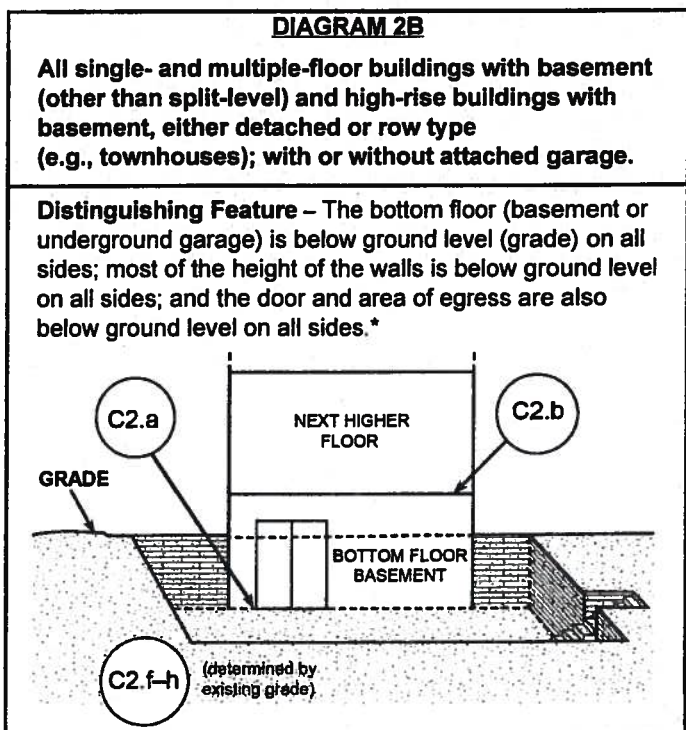 DIAGRAM 2B
All single- and multiple-floor buildings with basement
(other than split-level) and high-rise buildings with
basement, either detached or row type
(e.g., townhouses); with or without attached garage.
Distinguishing Feature – The bottom floor (basement or
underground garage) is below ground level (grade) on all
sides; most of the height of the walls is below ground level
on all sides; and the door and area of egress are also
below ground level on all sides.*
C2.a
NEXT HIGHER
FLOOR
C2.b
GRADE
BOTTOM FLOOR
BASEMENT
C2.f–h
(determined by
existing grade)